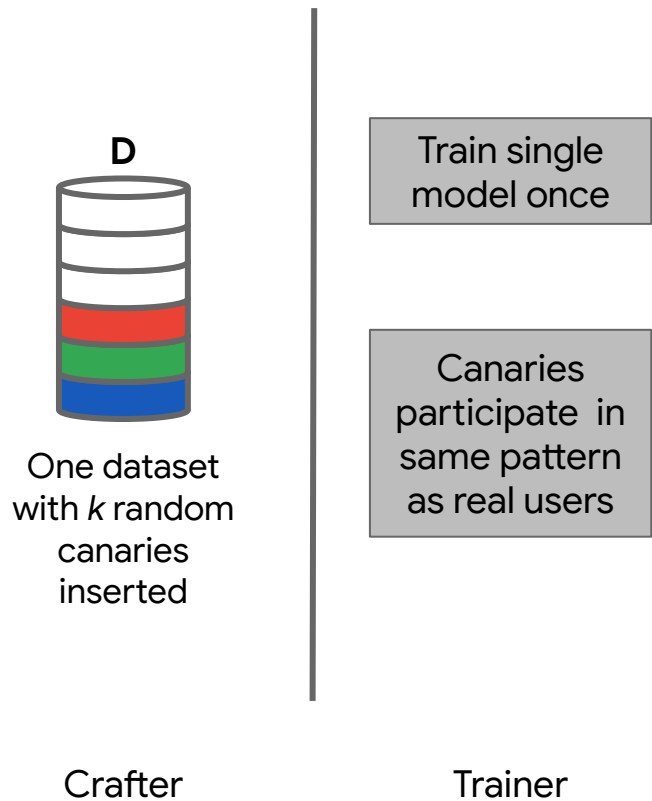 D
One dataset
with k random
canaries
inserted
Train single
model once
Canaries
participate in
same pattern
as real users
Crafter
Trainer